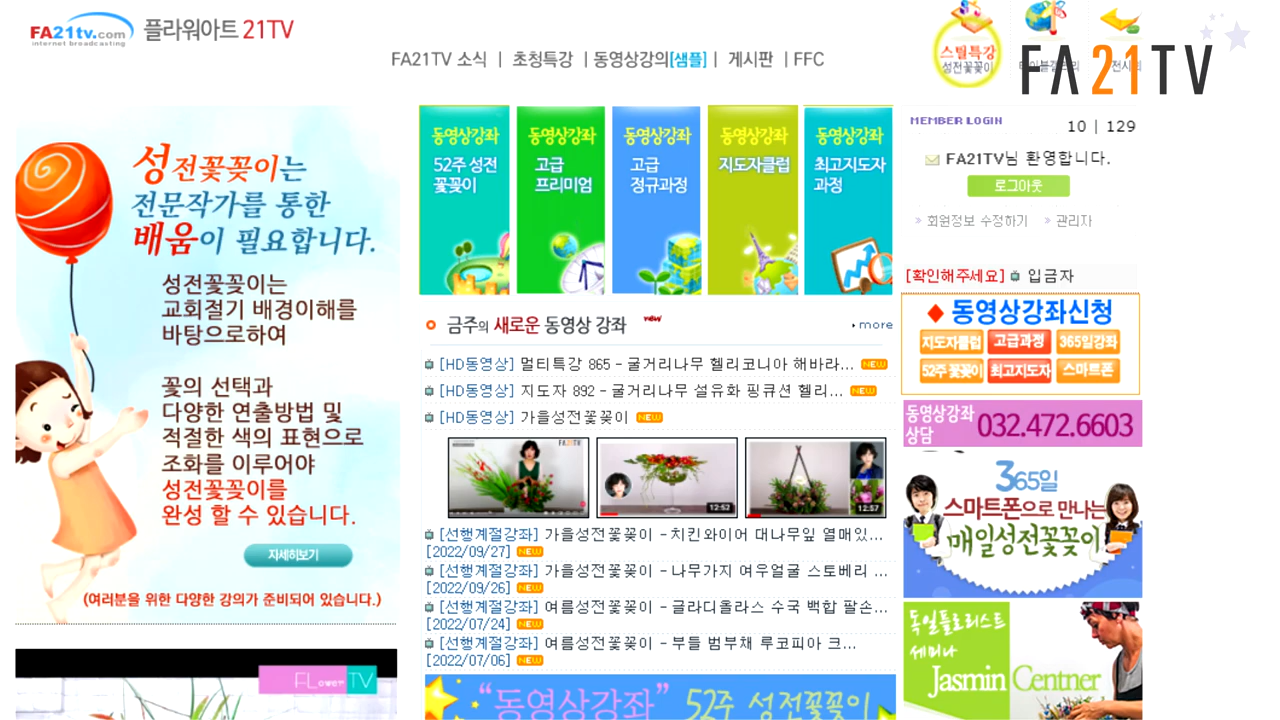 FA21tv.com 플라워아트 21TV
internet broadcasting
FA21TV 소식 | 초청특강 | 동영상강의[샘플] | 게시판 | FFC
스틸특강
성전꽃꽂이
FA21TV
성전꽃꽂이는
전문작가를 통한
배움이 필요합니다.
성전꽃꽂이는
교회절기 배경이해를
바탕으로하여
꽃의 선택과
다양한 연출방법 및
적절한 색의 표현으로
조화를 이루어야
성전꽃꽂이를
완성 할 수 있습니다.
자세히보기
(여러분을 위한 다양한 강의가 준비되어 있습니다.)
FLower TV
동영상강좌
52주 성전
꽃꽂이
동영상강좌
고급
프리미엄
동영상강좌
고급
정규과정
동영상강좌
지도자클럽
동영상강좌
최고지도자
과정
금주의 새로운 동영상 강좌 new
more
[HD동영상] 멀티특강 865 - 굴거리나무 헬리코니아 해바라... NEW
[HD동영상] 지도자 892 - 굴거리나무 설유화 핑큐션 헬리... NEW
[HD동영상] 가을성전꽃꽂이 NEW
FA21TV
12:52
12:57
[선행계절강좌] 가을성전꽃꽂이 - 치킨와이어 대나무잎 열매있...
[2022/09/27] NEW
[선행계절강좌] 가을성전꽃꽂이 - 나무가지 여우얼굴 스토베리 ...
[2022/09/26] NEW
[선행계절강좌] 여름성전꽃꽂이 - 글라디올라스 수국 백합 팔손...
[2022/07/24] NEW
[선행계절강좌] 여름성전꽃꽂이 - 부들 범부채 루코피아 크...
[2022/07/06] NEW
“동영상강좌” 52주 성전꽃꽂이
MEMBER LOGIN
10 | 129
FA21TV님 환영합니다.
로그아웃
회원정보 수정하기 관리자
[확인해주세요] 입금자
동영상강좌신청
지도자클럽 고급과정 365일강좌
52주 꽃꽂이 최고지도자 스마트폰
동영상강좌
상담 032.472.6603
365일
스마트폰으로 만나는
매일성전꽃꽂이
독일플로리스트
세미나
Jasmin Centner